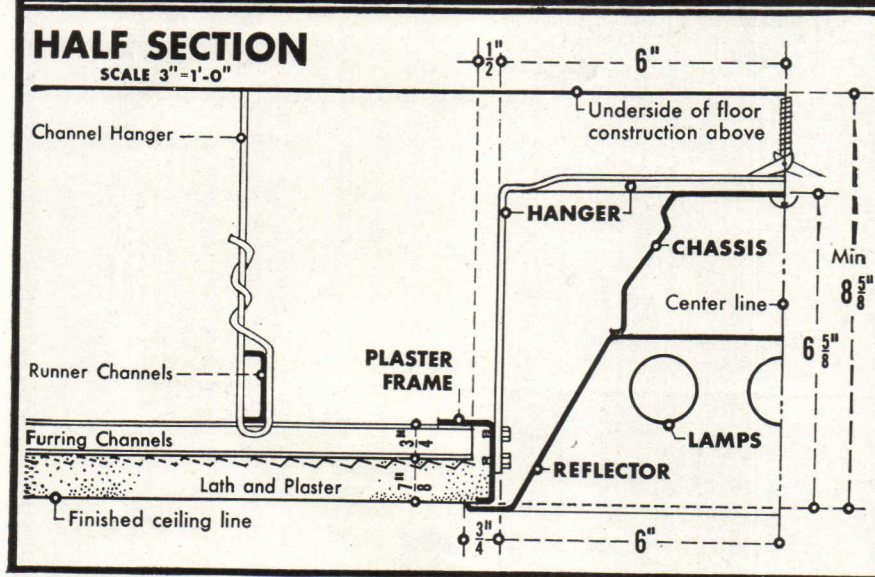 HALF SECTION
SCALE 3"=1'-0"
1/2"
6"
Channel Hanger
Underside of floor
construction above
HANGER
CHASSIS
Min
8 5/8"
Center line
6 5/8"
PLASTER
FRAME
Runner Channels
LAMPS
Furring Channels
3/4"
REFLECTOR
Lath and Plaster
7/8"
Finished ceiling line
3/4"
6"